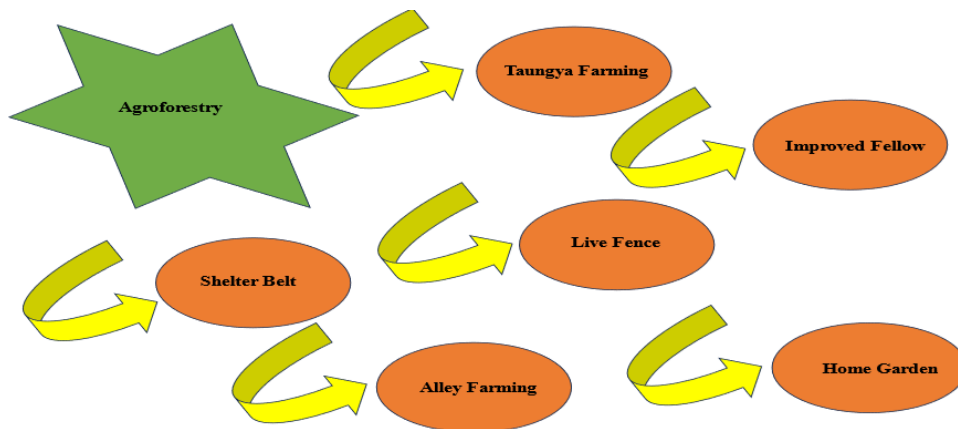 Agroforestry
Taungya Farming
Improved Fellow
Live Fence
Shelter Belt
Alley Farming
Home Garden